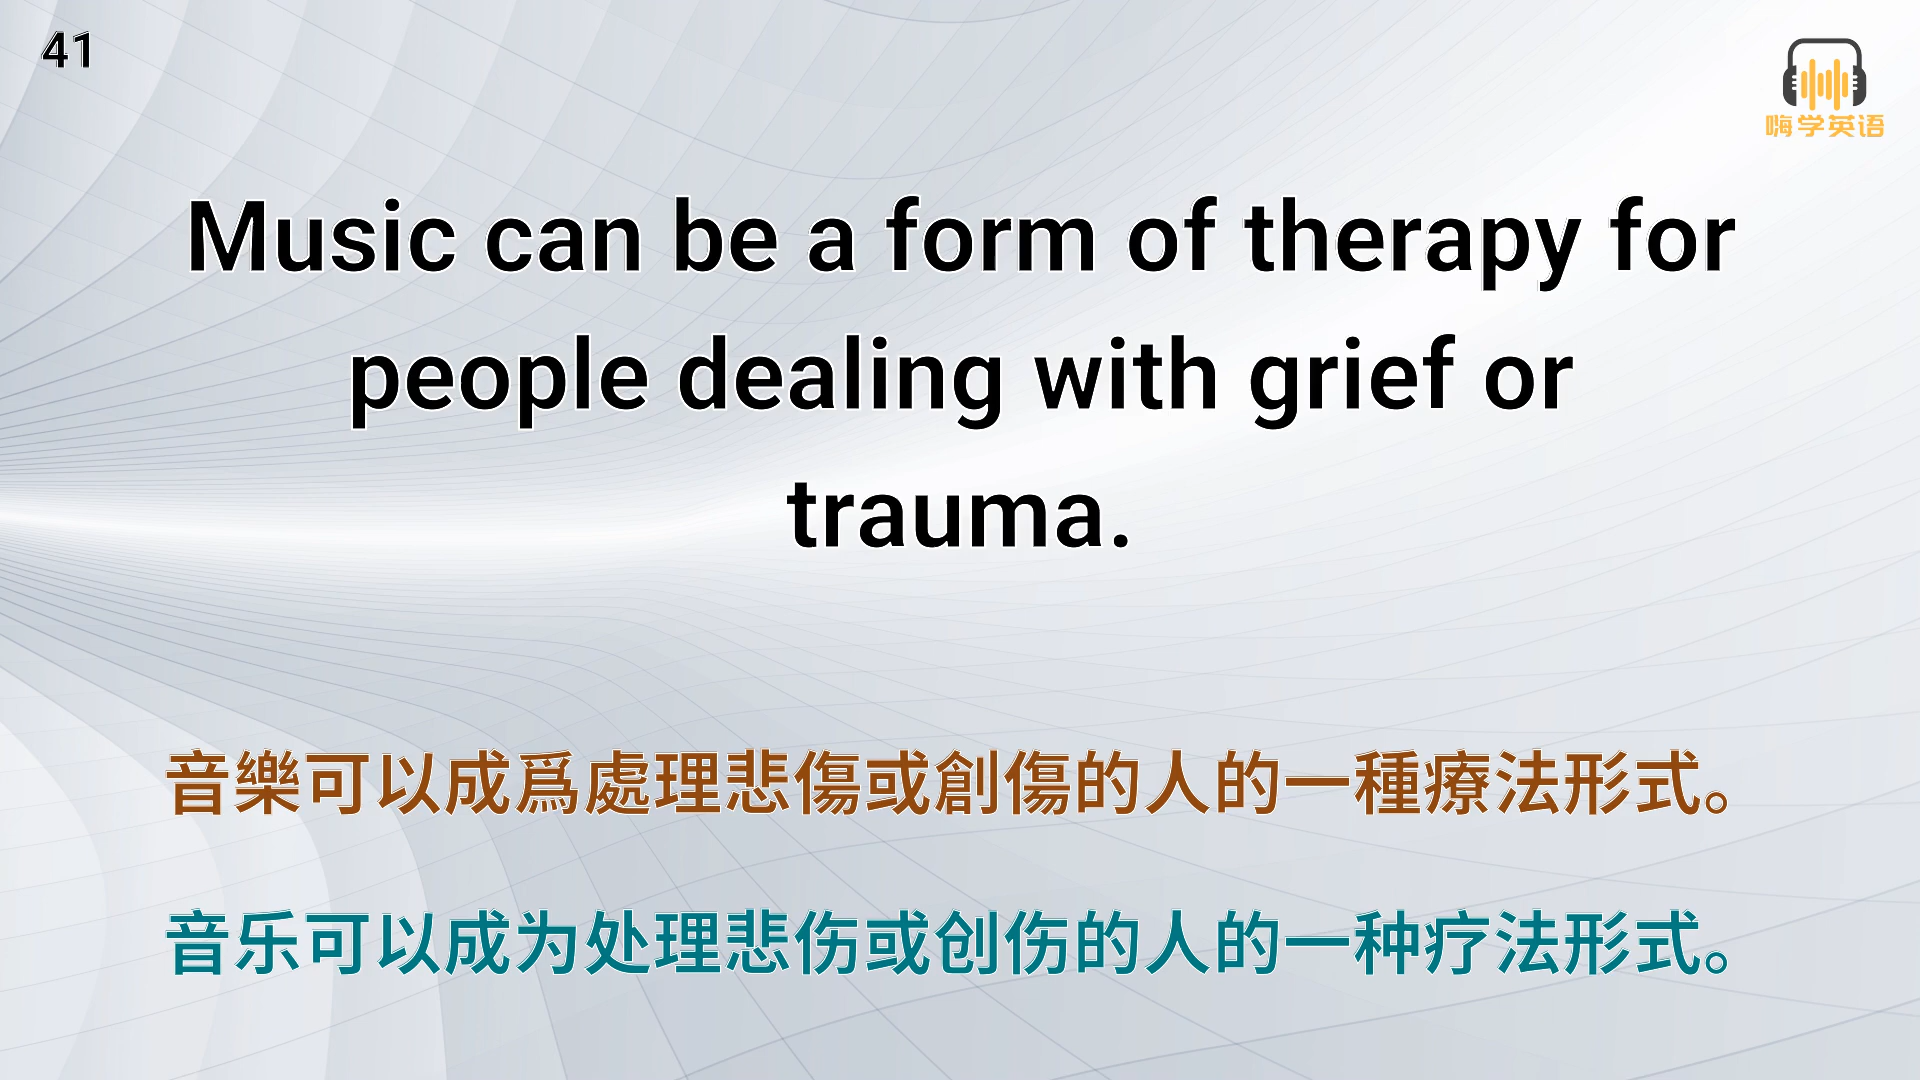 41
嗨学英语
Music can be a form of therapy for
people dealing with grief or
trauma.
音樂可以成爲處理悲傷或創傷的人的一種療法形式。
音乐可以成为处理悲伤或创伤的人的一种疗法形式。